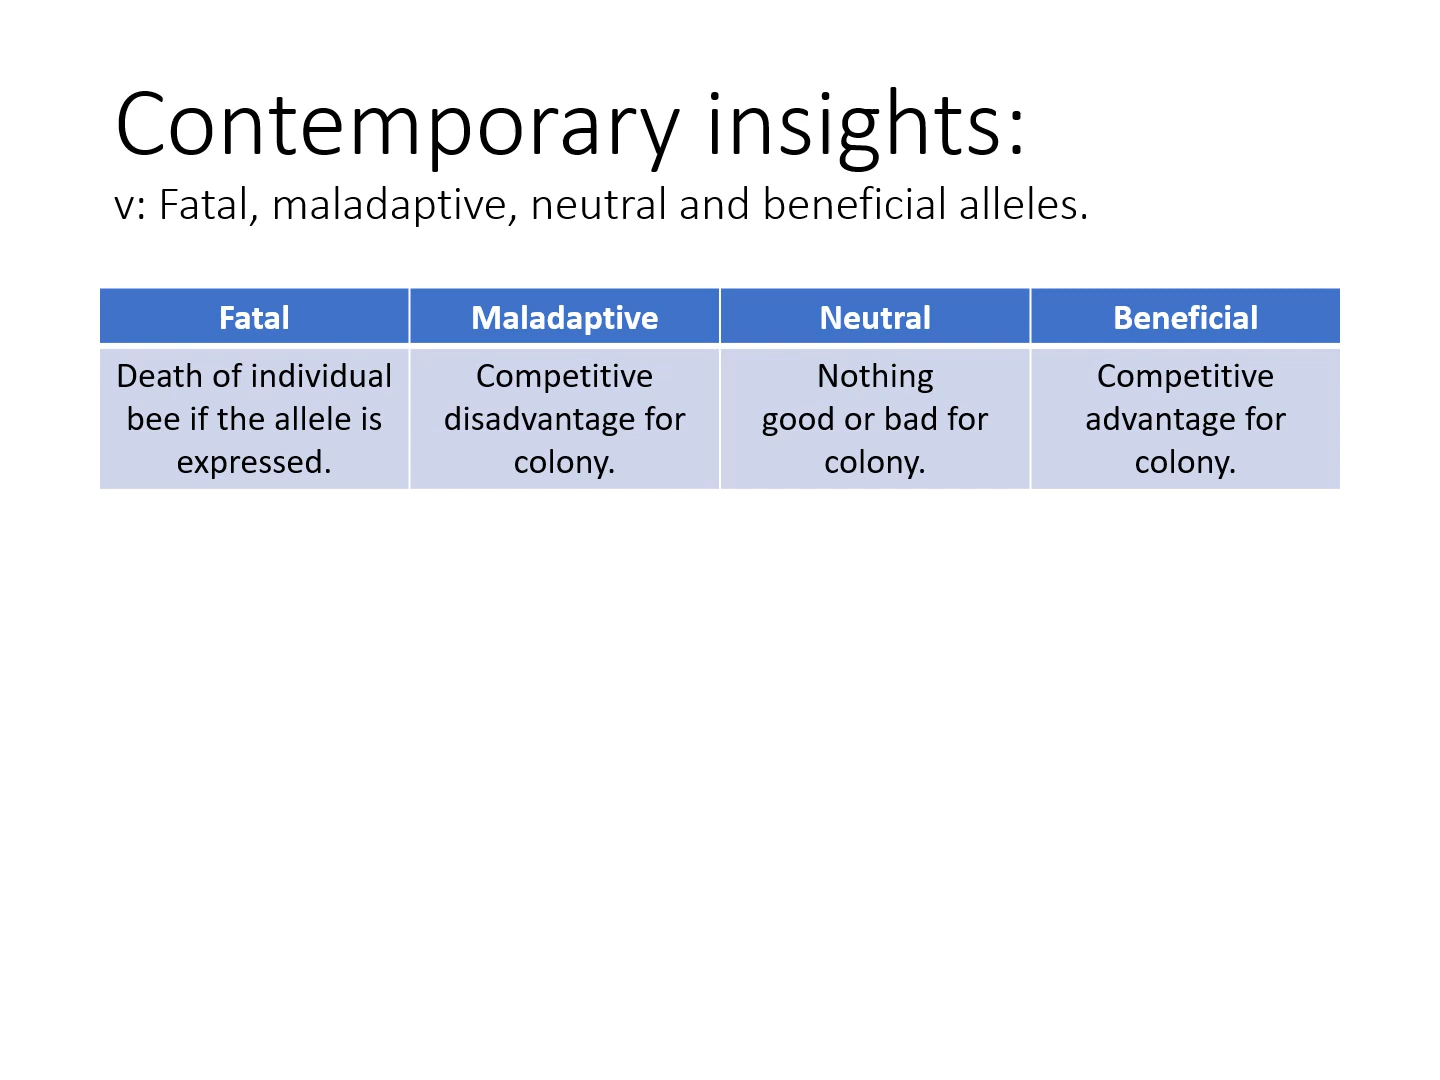 Contemporary insights:
v: Fatal, maladaptive, neutral and beneficial alleles.
Fatal
Maladaptive
Neutral
Beneficial
Death of individual
bee if the allele is
expressed.
Competitive
disadvantage for
colony.
Nothing
good or bad for
colony.
Competitive
advantage for
colony.